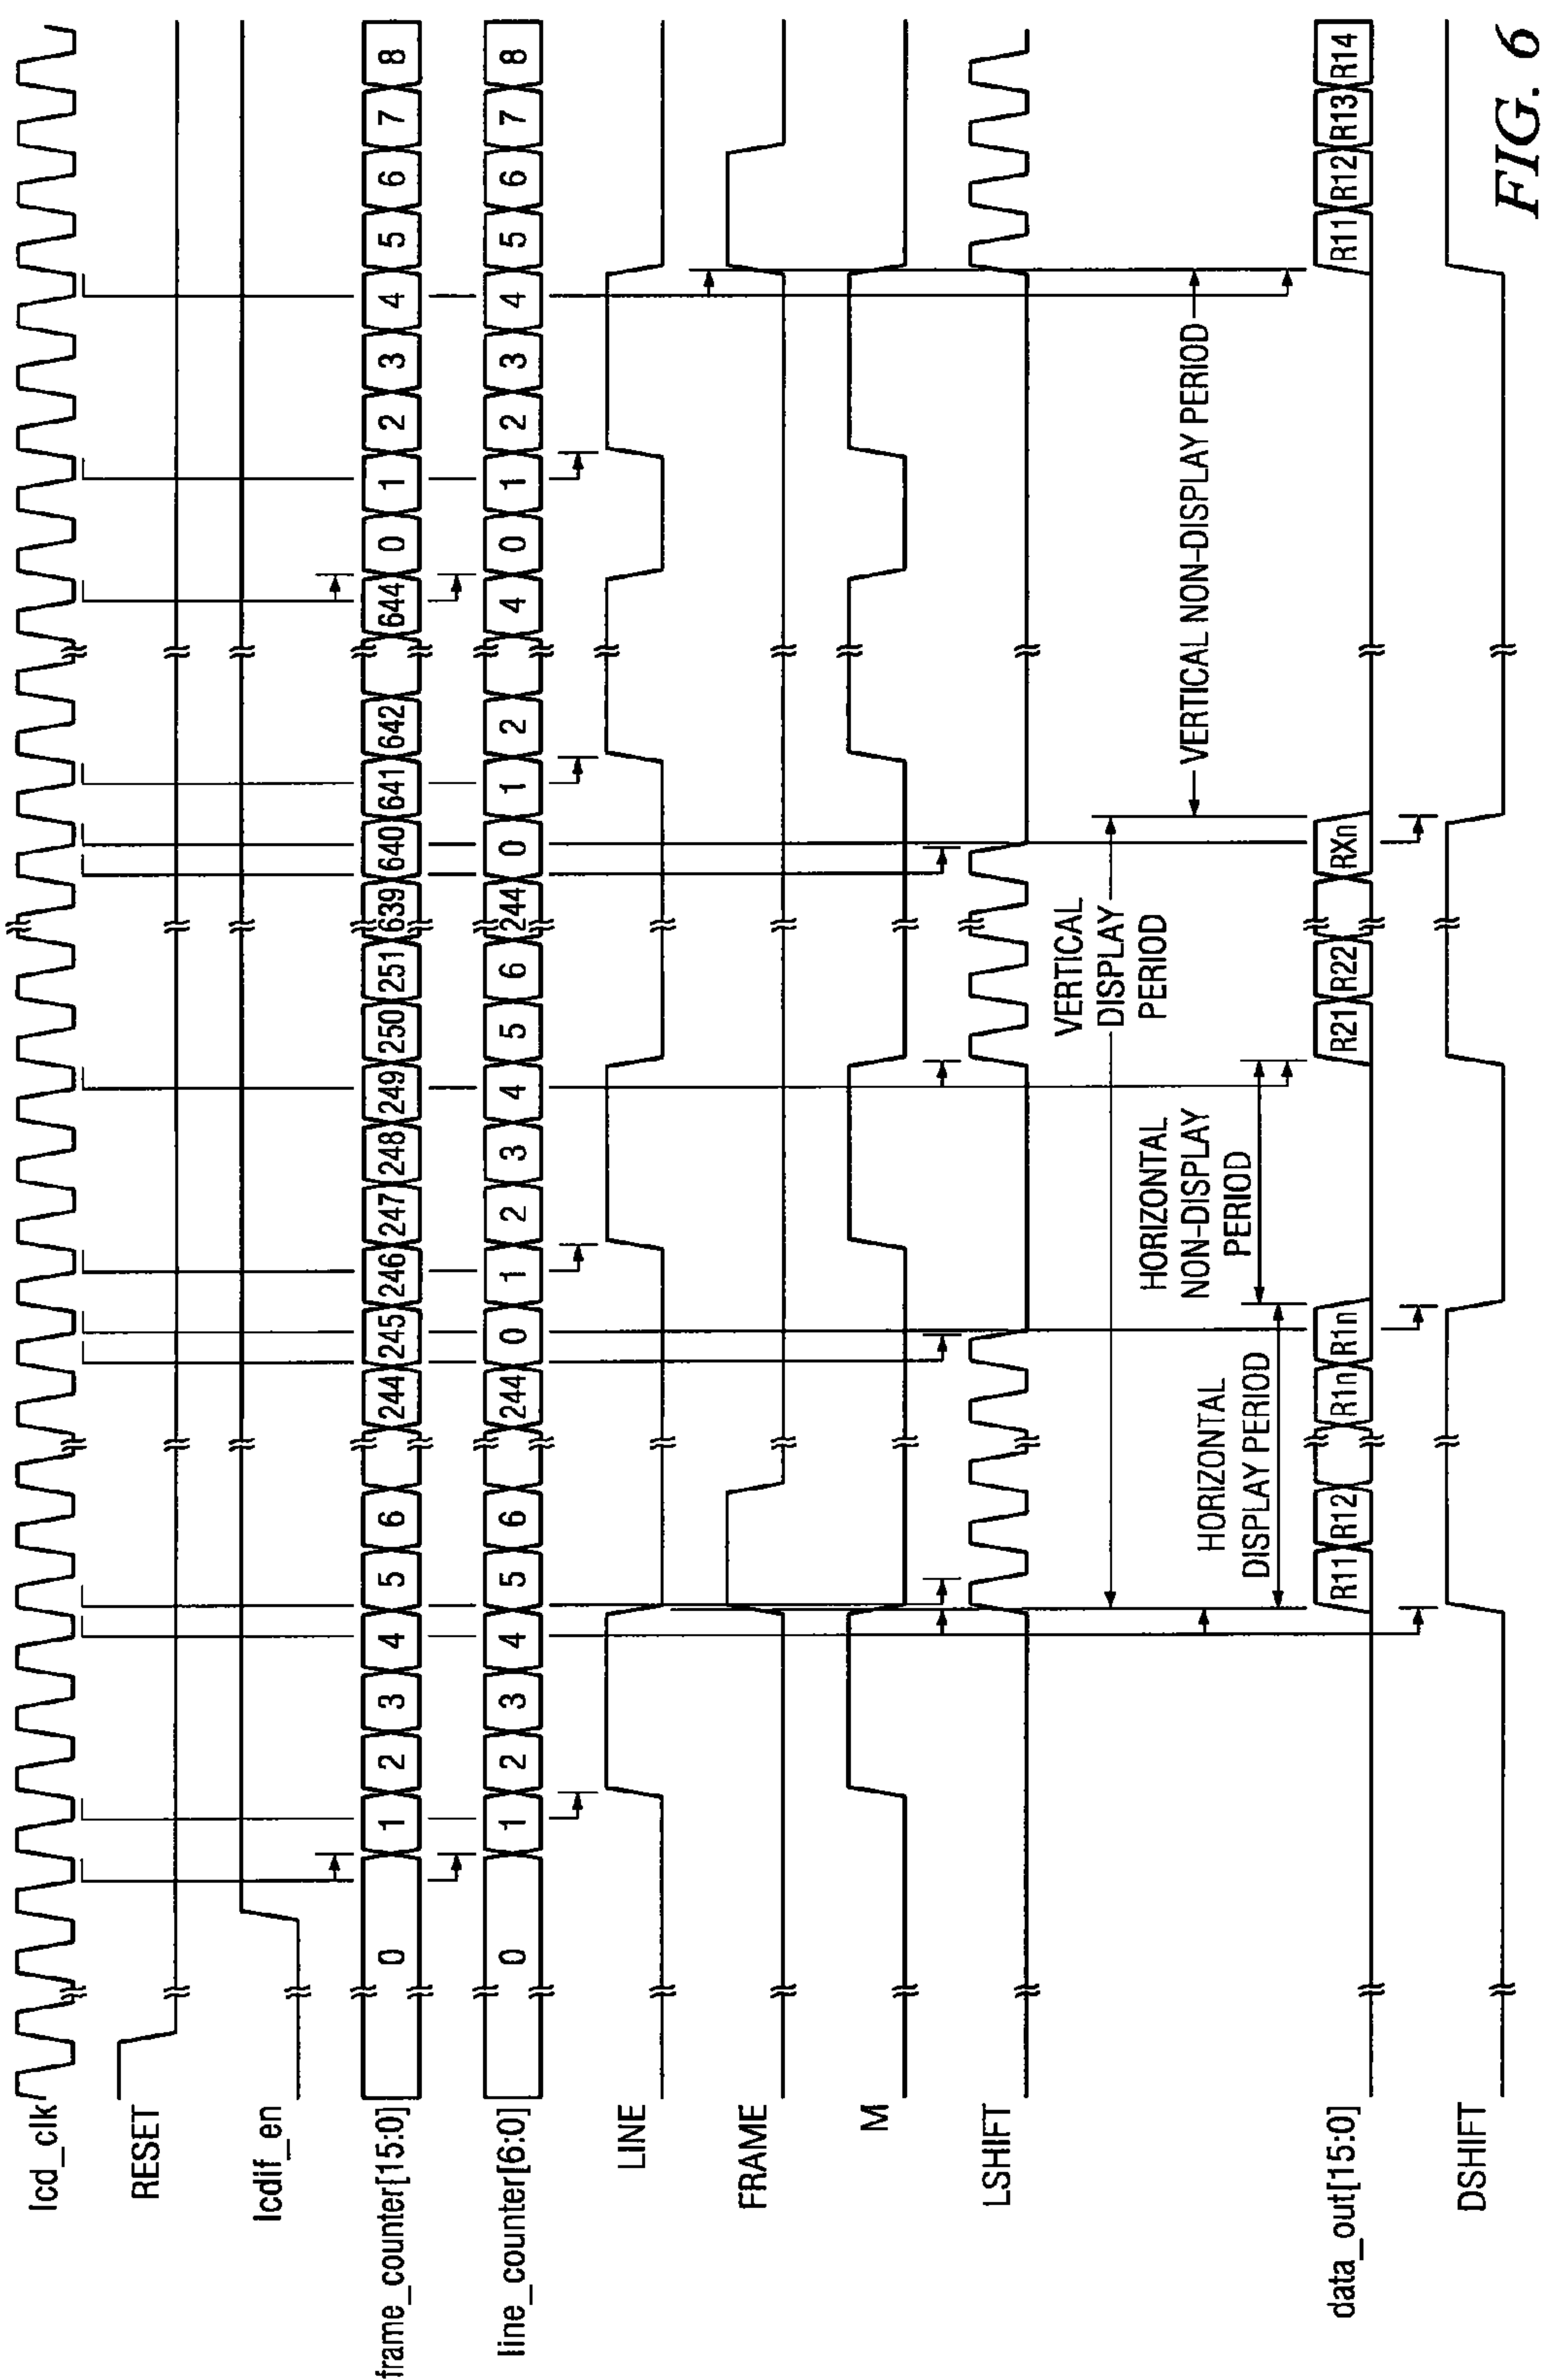 lcd_clk
RESET
lcdif_en
frame_counter[15:0]
0 1 2 3 4 5 6 244 245 246 247 248 249 250 251 639 640 641 642 644 0 1 2 3 4 5 6 7 8
line_counter[6:0]
0 1 2 3 4 5 6 244 0 1 2 3 4 5 6 244 0 1 2 4 0 1 2 3 4 5 6 7 8
LINE
FRAME
M
LSHIFT
VERTICAL
DISPLAY
PERIOD
VERTICAL NON-DISPLAY PERIOD
HORIZONTAL
DISPLAY PERIOD
HORIZONTAL
NON-DISPLAY
PERIOD
data_out[15:0]
R11 R12 R1n R1n R21 R22 RXn R11 R12 R13 R14
DSHIFT
FIG. 6